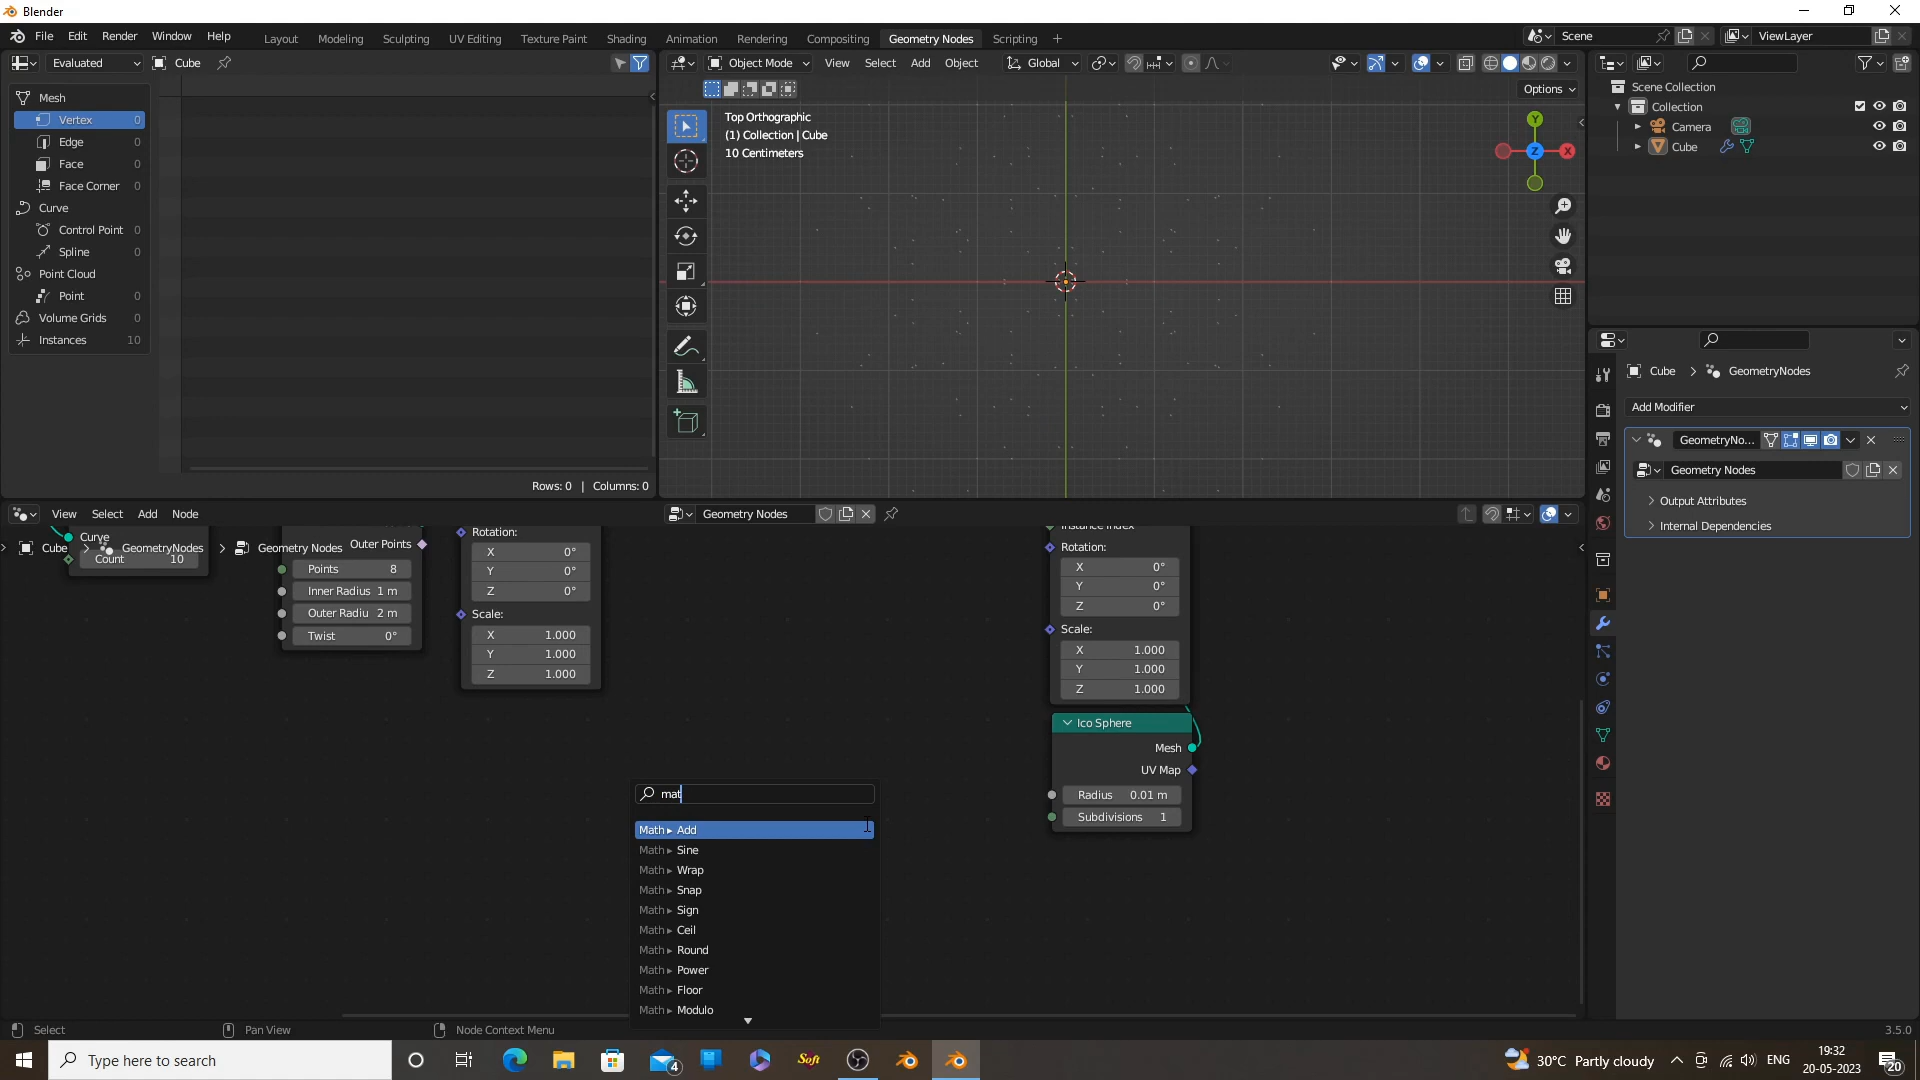 Blender
File Edit Render Window Help
Layout Modeling Sculpting UV Editing Texture Paint Shading Animation Rendering Compositing Geometry Nodes Scripting +
Scene
ViewLayer
Evaluated
Cube
Object Mode View Select Add Object
Global
Options
Mesh
Vertex 0
Edge 0
Face 0
Face Corner 0
Curve
Control Point 0
Spline 0
Point Cloud
Point 0
Volume Grids 0
Instances 10
Rows: 0 | Columns: 0
Top Orthographic
(1) Collection | Cube
10 Centimeters
Y
Z
X
Scene Collection
Collection
Camera
Cube
Cube
GeometryNodes
Add Modifier
GeometryNo...
Geometry Nodes
Output Attributes
Internal Dependencies
View Select Add Node
Geometry Nodes
Cube GeometryNodes Geometry Nodes
Curve
Count 10
Outer Points
Points 8
Inner Radius 1 m
Outer Radiu 2 m
Twist 0°
Rotation:
X 0°
Y 0°
Z 0°
Scale:
X 1.000
Y 1.000
Z 1.000
Instance Index
Rotation:
X 0°
Y 0°
Z 0°
Scale:
X 1.000
Y 1.000
Z 1.000
Ico Sphere
Mesh
UV Map
Radius 0.01 m
Subdivisions 1
mat
Math ▸ Add
Math ▸ Sine
Math ▸ Wrap
Math ▸ Snap
Math ▸ Sign
Math ▸ Ceil
Math ▸ Round
Math ▸ Power
Math ▸ Floor
Math ▸ Modulo
Select
Pan View
Node Context Menu
3.5.0
Type here to search
4
Soft
30°C Partly cloudy
ENG
19:32
20-05-2023
20